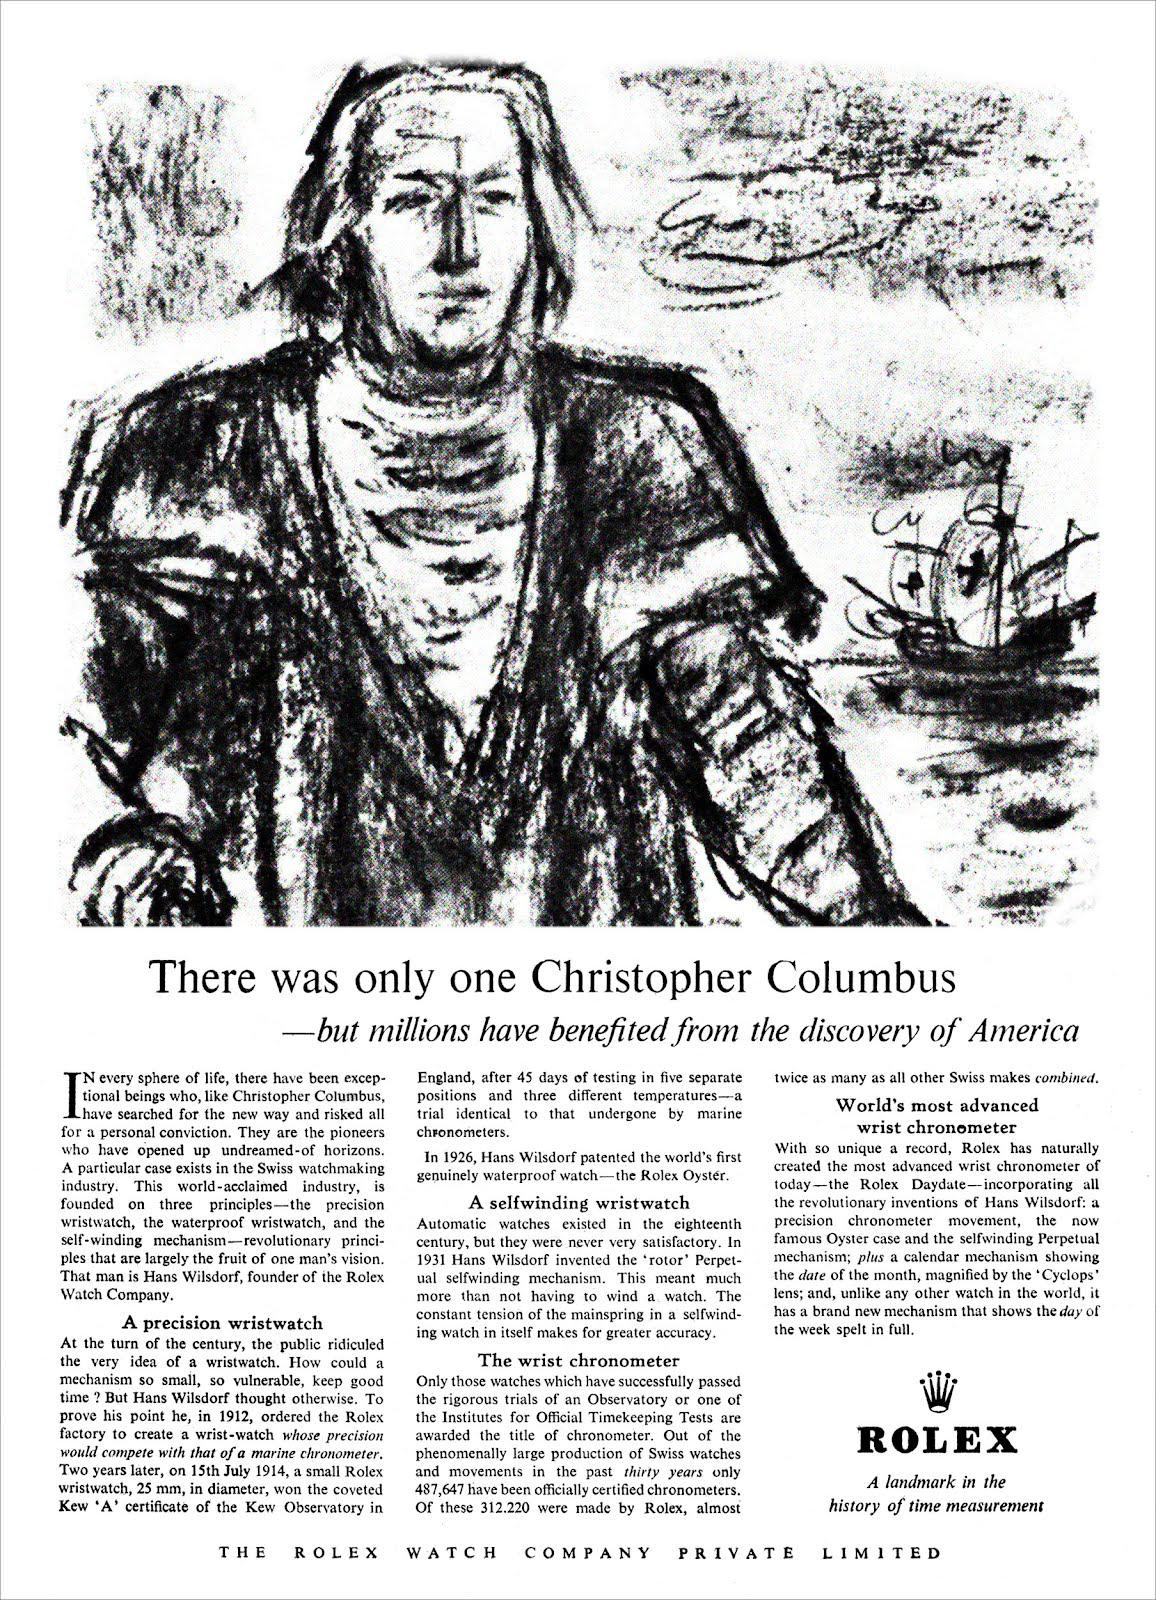 There was only one Christopher Columbus
—but millions have benefited from the discovery of America
IN every sphere of life, there have been excep-
tional beings who, like Christopher Columbus,
have searched for the new way and risked all
for a personal conviction. They are the pioneers
who have opened up undreamed-of horizons.
A particular case exists in the Swiss watchmaking
industry. This world-acclaimed industry, is
founded on three principles—the precision
wristwatch, the waterproof wristwatch, and the
self-winding mechanism—revolutionary princi-
ples that are largely the fruit of one man's vision.
That man is Hans Wilsdorf, founder of the Rolex
Watch Company.
A precision wristwatch
At the turn of the century, the public ridiculed
the very idea of a wristwatch. How could a
mechanism so small, so vulnerable, keep good
time ? But Hans Wilsdorf thought otherwise. To
prove his point he, in 1912, ordered the Rolex
factory to create a wrist-watch whose precision
would compete with that of a marine chronometer.
Two years later, on 15th July 1914, a small Rolex
wristwatch, 25 mm, in diameter, won the coveted
Kew 'A' certificate of the Kew Observatory in
England, after 45 days of testing in five separate
positions and three different temperatures—a
trial identical to that undergone by marine
chronometers.
In 1926, Hans Wilsdorf patented the world's first
genuinely waterproof watch—the Rolex Oyster.
A selfwinding wristwatch
Automatic watches existed in the eighteenth
century, but they were never very satisfactory. In
1931 Hans Wilsdorf invented the 'rotor' Perpet-
ual selfwinding mechanism. This meant much
more than not having to wind a watch. The
constant tension of the mainspring in a selfwind-
ing watch in itself makes for greater accuracy.
The wrist chronometer
Only those watches which have successfully passed
the rigorous trials of an Observatory or one of
the Institutes for Official Timekeeping Tests are
awarded the title of chronometer. Out of the
phenomenally large production of Swiss watches
and movements in the past thirty years only
487,647 have been officially certified chronometers.
Of these 312.220 were made by Rolex, almost
twice as many as all other Swiss makes combined.
World's most advanced
wrist chronometer
With so unique a record, Rolex has naturally
created the most advanced wrist chronometer of
today—the Rolex Daydate—incorporating all
the revolutionary inventions of Hans Wilsdorf: a
precision chronometer movement, the now
famous Oyster case and the selfwinding Perpetual
mechanism; plus a calendar mechanism showing
the date of the month, magnified by the 'Cyclops'
lens; and, unlike any other watch in the world, it
has a brand new mechanism that shows the day of
the week spelt in full.
ROLEX
A landmark in the
history of time measurement
THE ROLEX WATCH COMPANY PRIVATE LIMITED